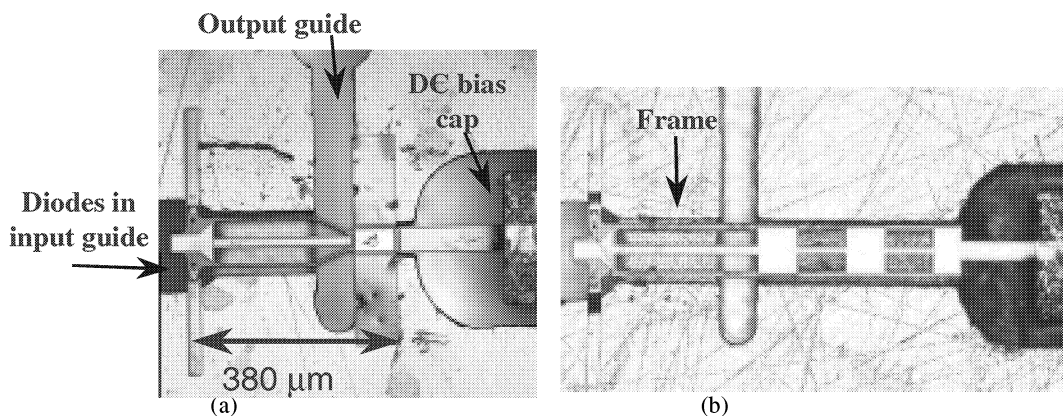 Output guide
DC bias
cap
Frame
Diodes in
input guide
380 μm
(a)
(b)